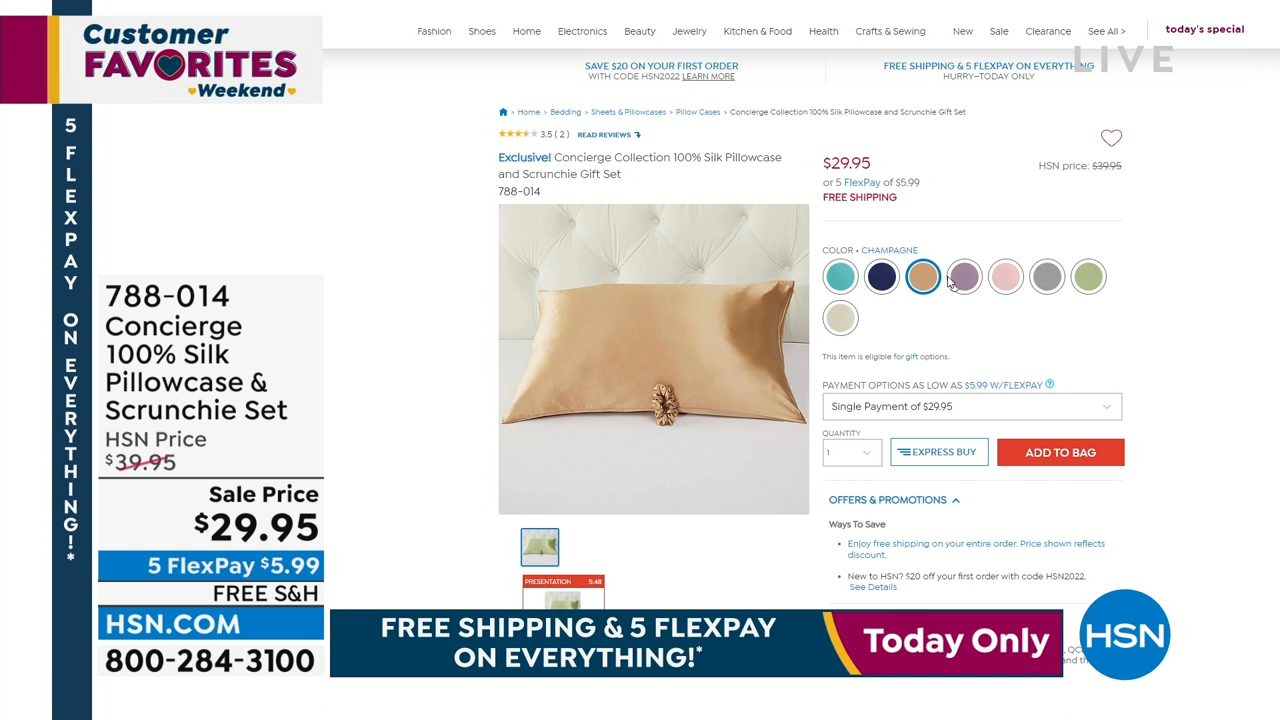 Customer
FAVORITES
Weekend
5 FLEXPAY ON EVERYTHING!*
788-014
Concierge
100% Silk
Pillowcase &
Scrunchie Set
HSN Price
$39.95
Sale Price
$29.95
5 FlexPay $5.99
FREE S&H
HSN.COM
800-284-3100
Fashion Shoes Home Electronics Beauty Jewelry Kitchen & Food Health Crafts & Sewing New Sale Clearance See All > today's special
LIVE
SAVE $20 ON YOUR FIRST ORDER
WITH CODE HSN2022 LEARN MORE
FREE SHIPPING & 5 FLEXPAY ON EVERYTHING
HURRY–TODAY ONLY
> Home > Bedding > Sheets & Pillowcases > Pillow Cases > Concierge Collection 100% Silk Pillowcase and Scrunchie Gift Set
3.5 ( 2 ) READ REVIEWS
Exclusive! Concierge Collection 100% Silk Pillowcase
and Scrunchie Gift Set
788-014
$29.95
HSN price: $39.95
or 5 FlexPay of $5.99
FREE SHIPPING
COLOR • CHAMPAGNE
This item is eligible for gift options.
PAYMENT OPTIONS AS LOW AS $5.99 W/FLEXPAY ?
Single Payment of $29.95
QUANTITY
1
EXPRESS BUY
ADD TO BAG
OFFERS & PROMOTIONS
Ways To Save
• Enjoy free shipping on your entire order. Price shown reflects
discount.
• New to HSN? $20 off your first order with code HSN2022.
See Details
PRESENTATION 5:48
FREE SHIPPING & 5 FLEXPAY
ON EVERYTHING!*
Today Only
HSN